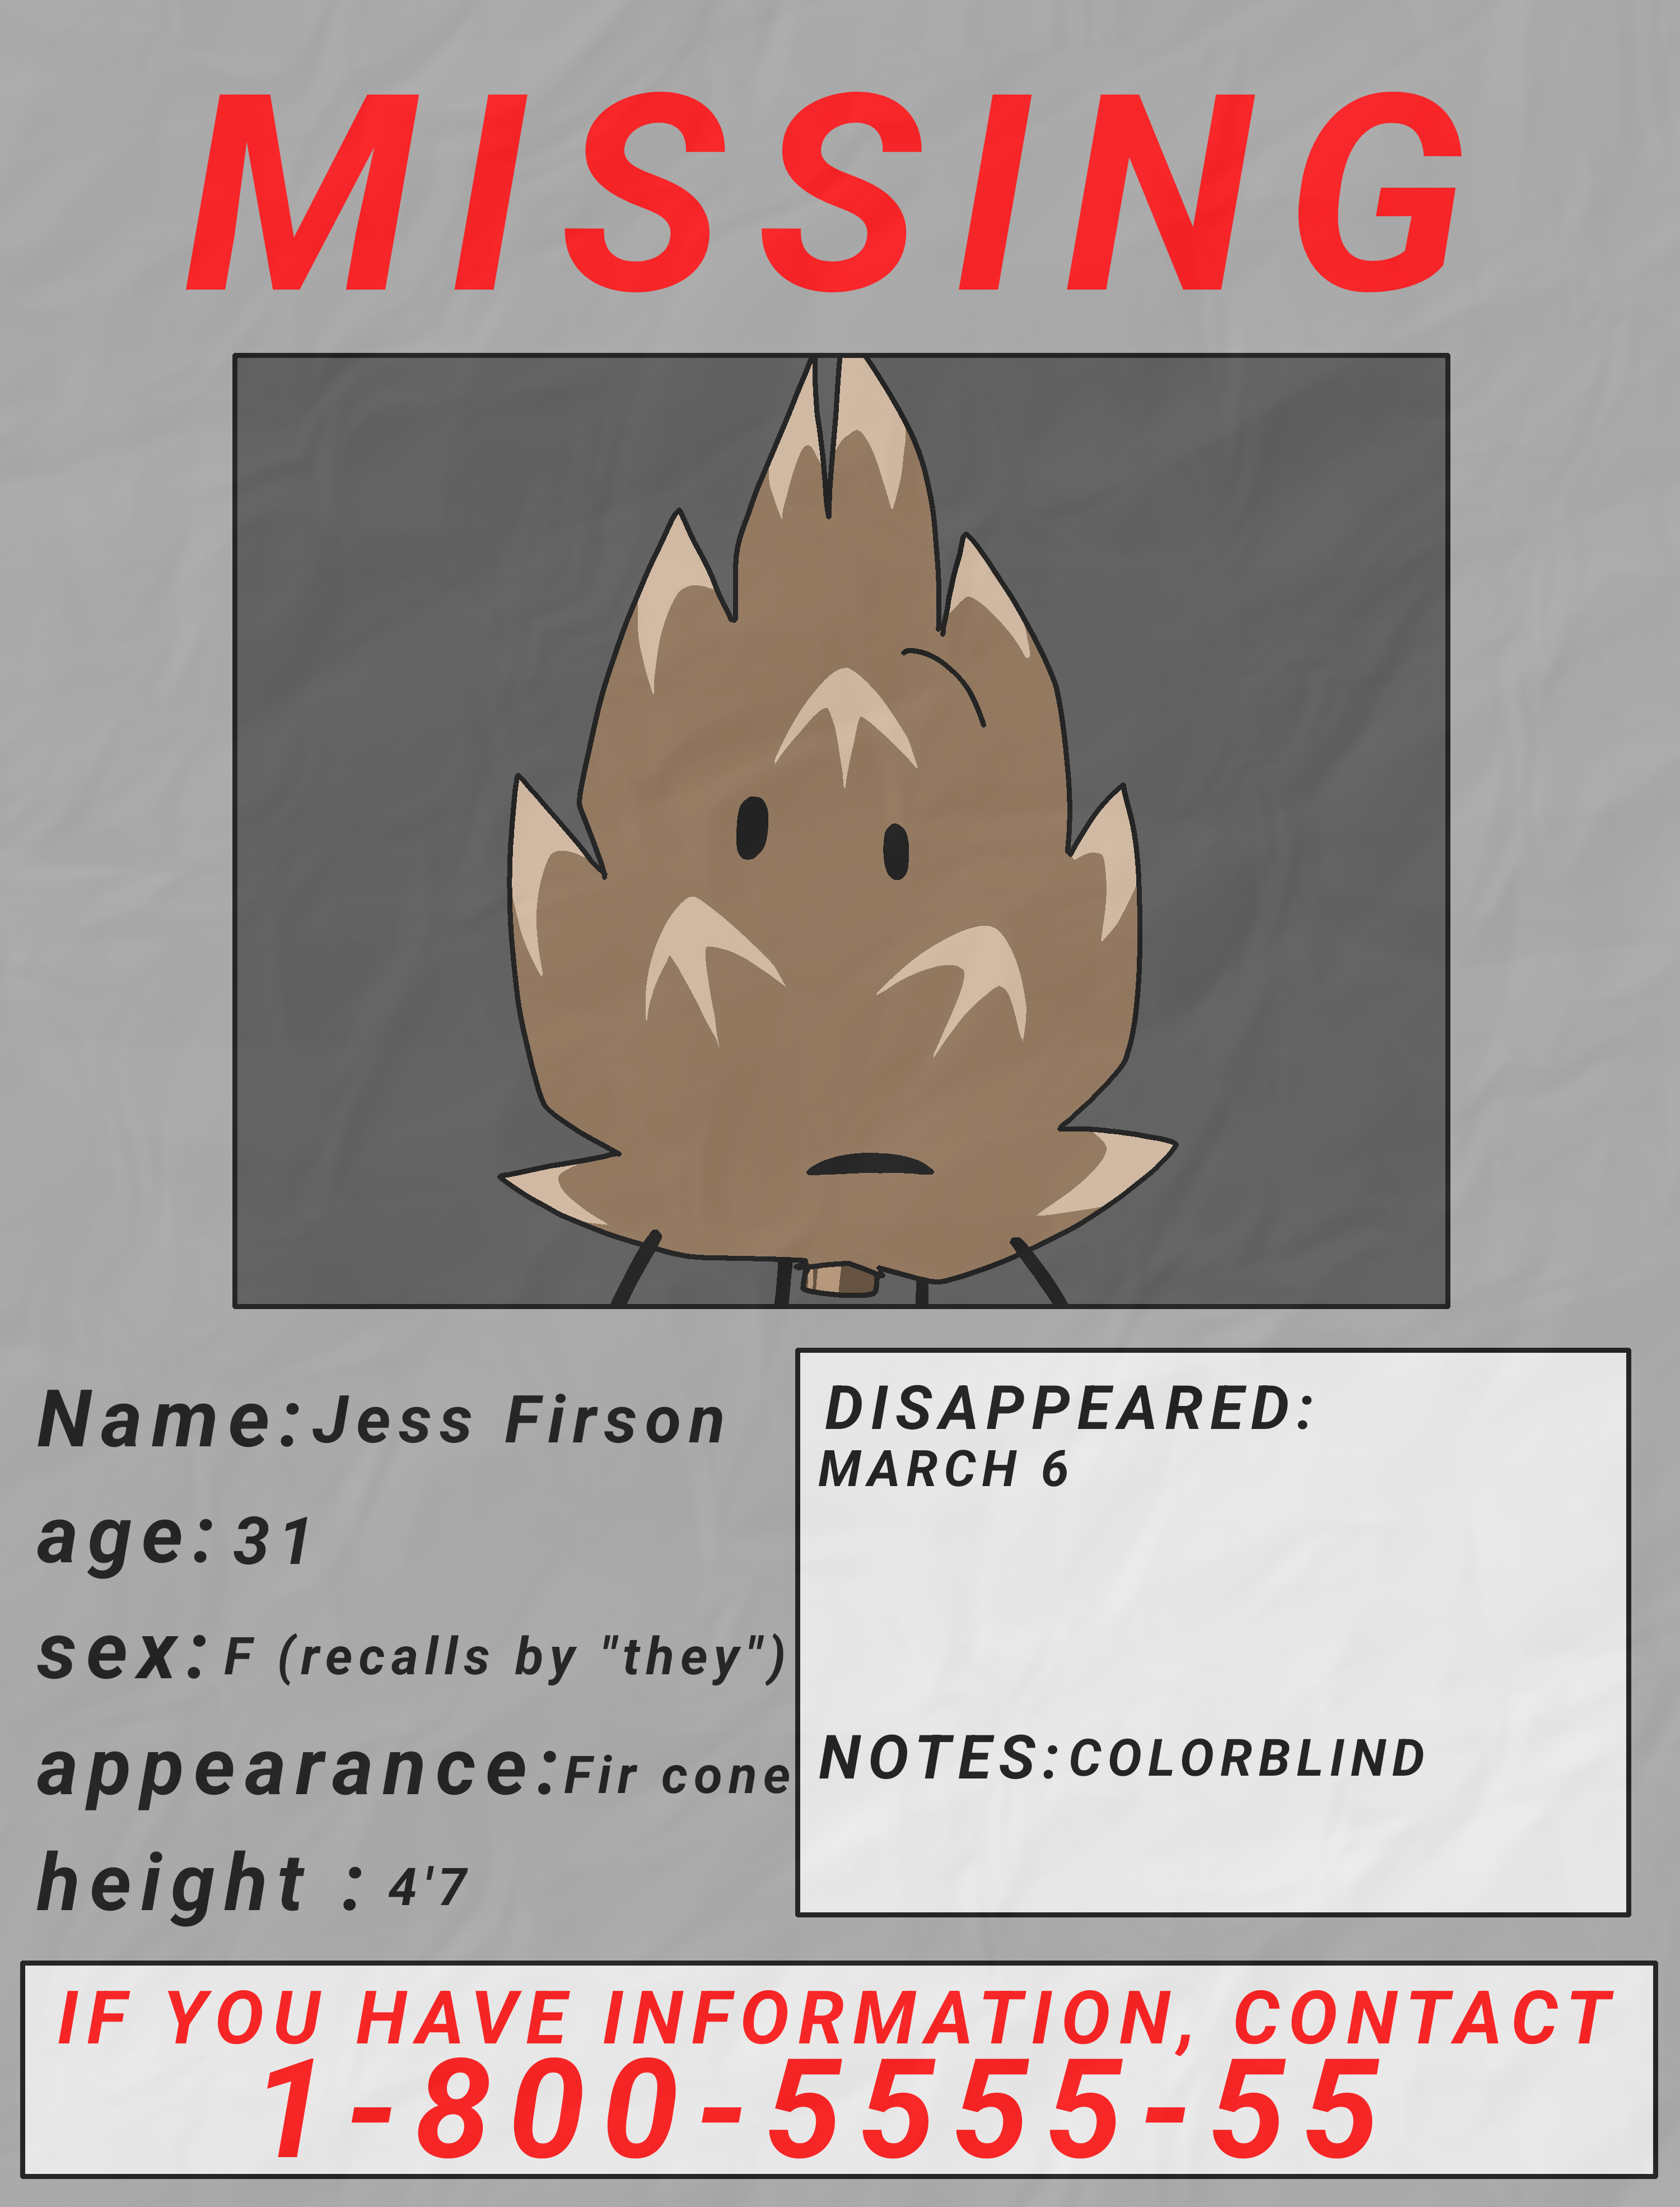 MISSING
Name: Jess Firson
age: 31
sex: F (recalls by "they")
appearance: Fir cone
height : 4'7
DISAPPEARED:
MARCH 6
NOTES: COLORBLIND
IF YOU HAVE INFORMATION, CONTACT
1-800-5555-55